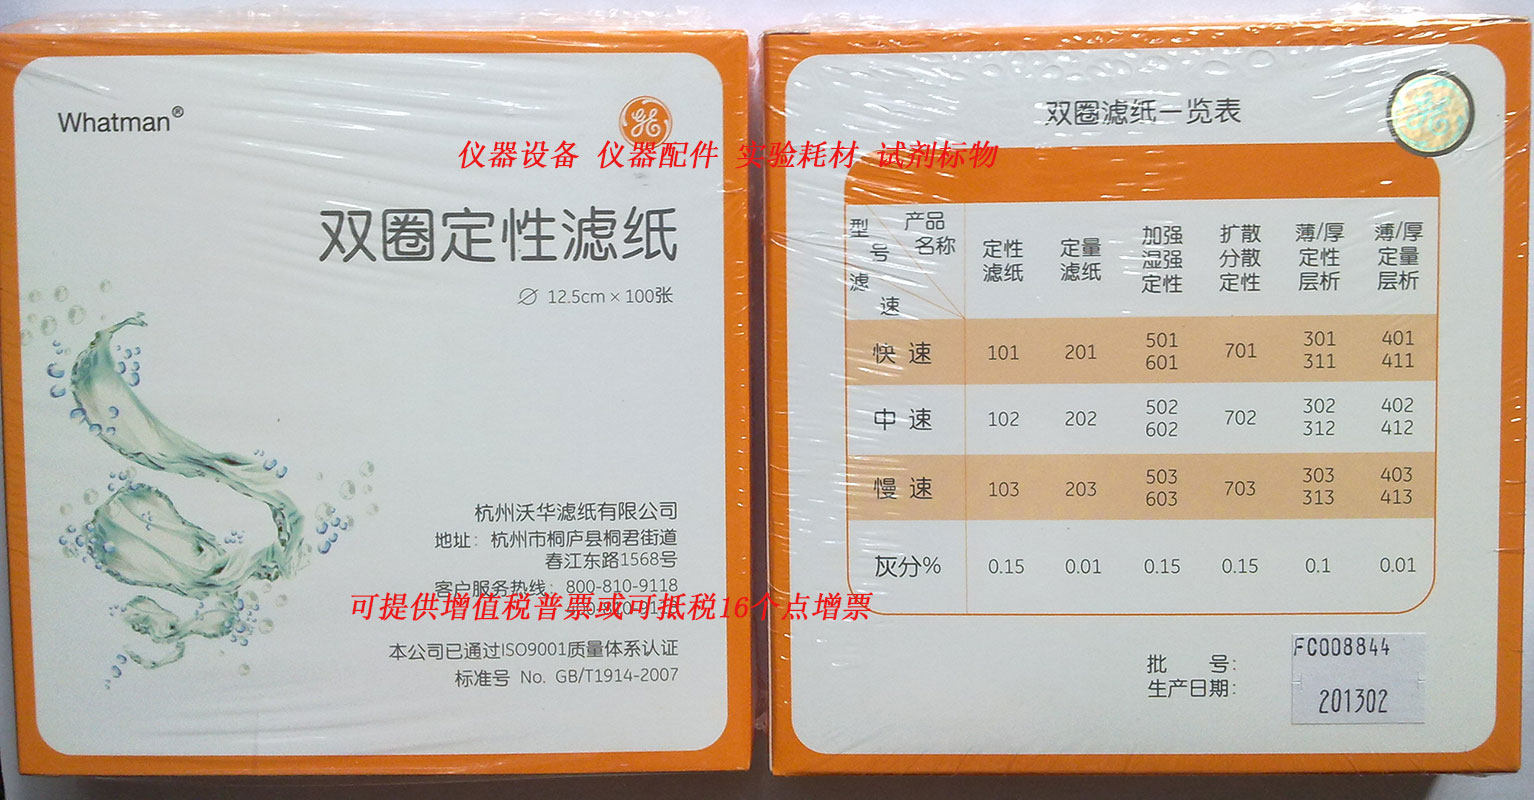 Whatman®
GE
仪器设备 仪器配件 实验耗材 试剂标物
双圈定性滤纸
⌀ 12.5cm × 100张
杭州沃华滤纸有限公司
地址：杭州市桐庐县桐君街道
春江东路1568号
客户服务热线：800-810-9118
可提供增值税普票或可抵税16个点增票
本公司已通过ISO9001质量体系认证
标准号 No. GB/T1914-2007
双圈滤纸一览表
型号 产品名称 滤速
定性滤纸 定量滤纸 加强湿强定性 扩散分散定性 薄/厚定性层析 薄/厚定量层析
快速 101 201 501 601 701 301 311 401 411
中速 102 202 502 602 702 302 312 402 412
慢速 103 203 503 603 703 303 313 403 413
灰分% 0.15 0.01 0.15 0.15 0.1 0.01
批 号： FC008844
生产日期： 201302